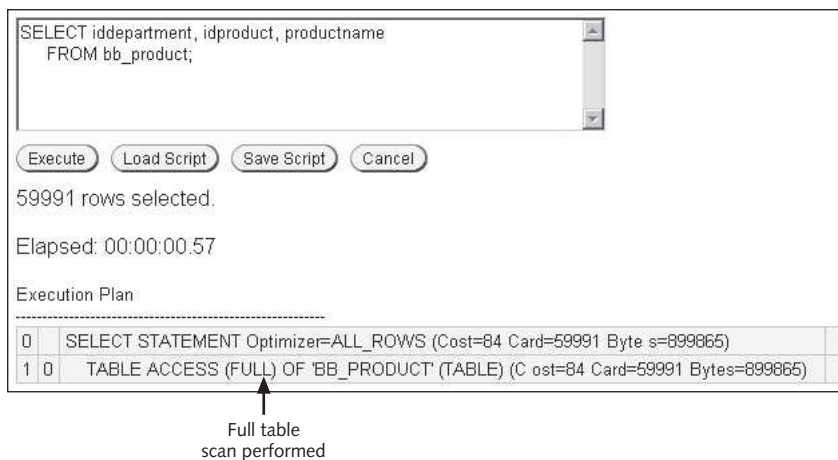 SELECT iddepartment, idproduct, productname
FROM bb_product;
Execute Load Script Save Script Cancel
59991 rows selected.
Elapsed: 00:00:00.57
Execution Plan
----------------------------------------------------------
0 SELECT STATEMENT Optimizer=ALL_ROWS (Cost=84 Card=59991 Byte s=899865)
1 0 TABLE ACCESS (FULL) OF 'BB_PRODUCT' (TABLE) (C ost=84 Card=59991 Bytes=899865)
Full table
scan performed